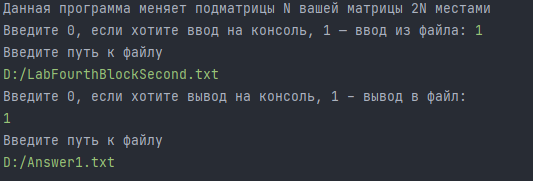 Данная программа меняет подматрицы N вашей матрицы 2N местами
Введите 0, если хотите ввод на консоль, 1 — ввод из файла: 1
Введите путь к файлу
D:/LabFourthBlockSecond.txt
Введите 0, если хотите вывод на консоль, 1 – вывод в файл:
1
Введите путь к файлу
D:/Answer1.txt